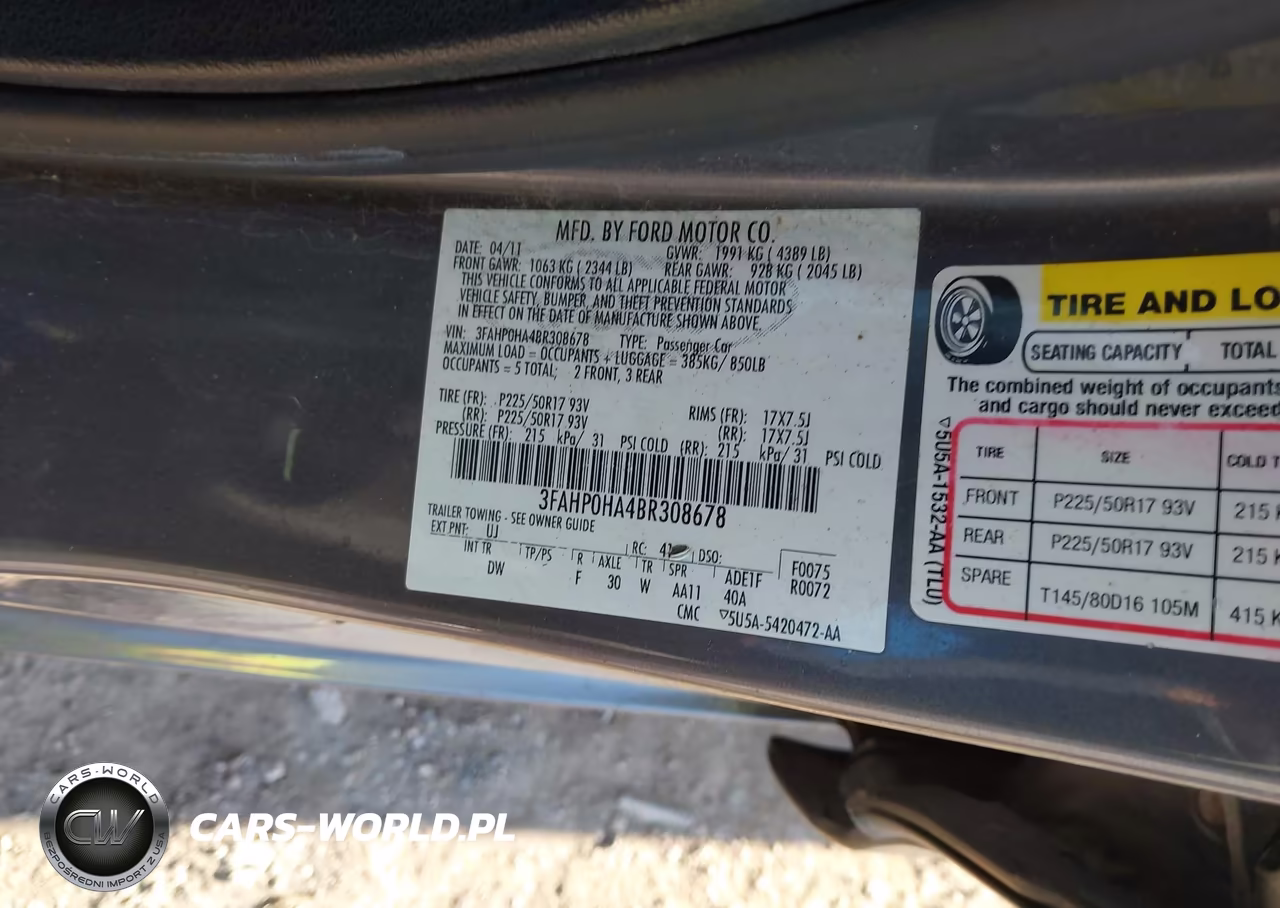 MFD. BY FORD MOTOR CO.
DATE: 04/11 GVWR: 1991 KG ( 4389 LB)
FRONT GAWR: 1063 KG ( 2344 LB) REAR GAWR: 928 KG ( 2045 LB)
THIS VEHICLE CONFORMS TO ALL APPLICABLE FEDERAL MOTOR
VEHICLE SAFETY, BUMPER, AND THEFT PREVENTION STANDARDS
IN EFFECT ON THE DATE OF MANUFACTURE SHOWN ABOVE.
VIN: 3FAHP0HA4BR308678 TYPE: Passenger Car
MAXIMUM LOAD = OCCUPANTS + LUGGAGE = 385KG/ 850LB
OCCUPANTS = 5 TOTAL; 2 FRONT, 3 REAR
TIRE (FR): P225/50R17 93V RIMS (FR): 17X7.5J
(RR): P225/50R17 93V (RR): 17X7.5J
PRESSURE (FR): 215 kPa/ 31 PSI COLD (RR): 215 kPa/ 31 PSI COLD
3FAHP0HA4BR308678
TRAILER TOWING - SEE OWNER GUIDE
EXT PNT: UJ RC: DSO: F0075
INT TR TP/PS R AXLE TR SPR R0072
DW F 30 W AA11 ADE1F
40A
CMC ▽5U5A-5420472-AA
TIRE AND LO
SEATING CAPACITY TOTAL
The combined weight of occupants
and cargo should never exceed
▽5U5A-1532-AA (TL0)
TIRE SIZE COLD T
FRONT P225/50R17 93V 215 K
REAR P225/50R17 93V 215 K
SPARE T145/80D16 105M 415 K
CARS-WORLD
CW
BEZPOŚREDNI IMPORT Z USA
CARS-WORLD.PL